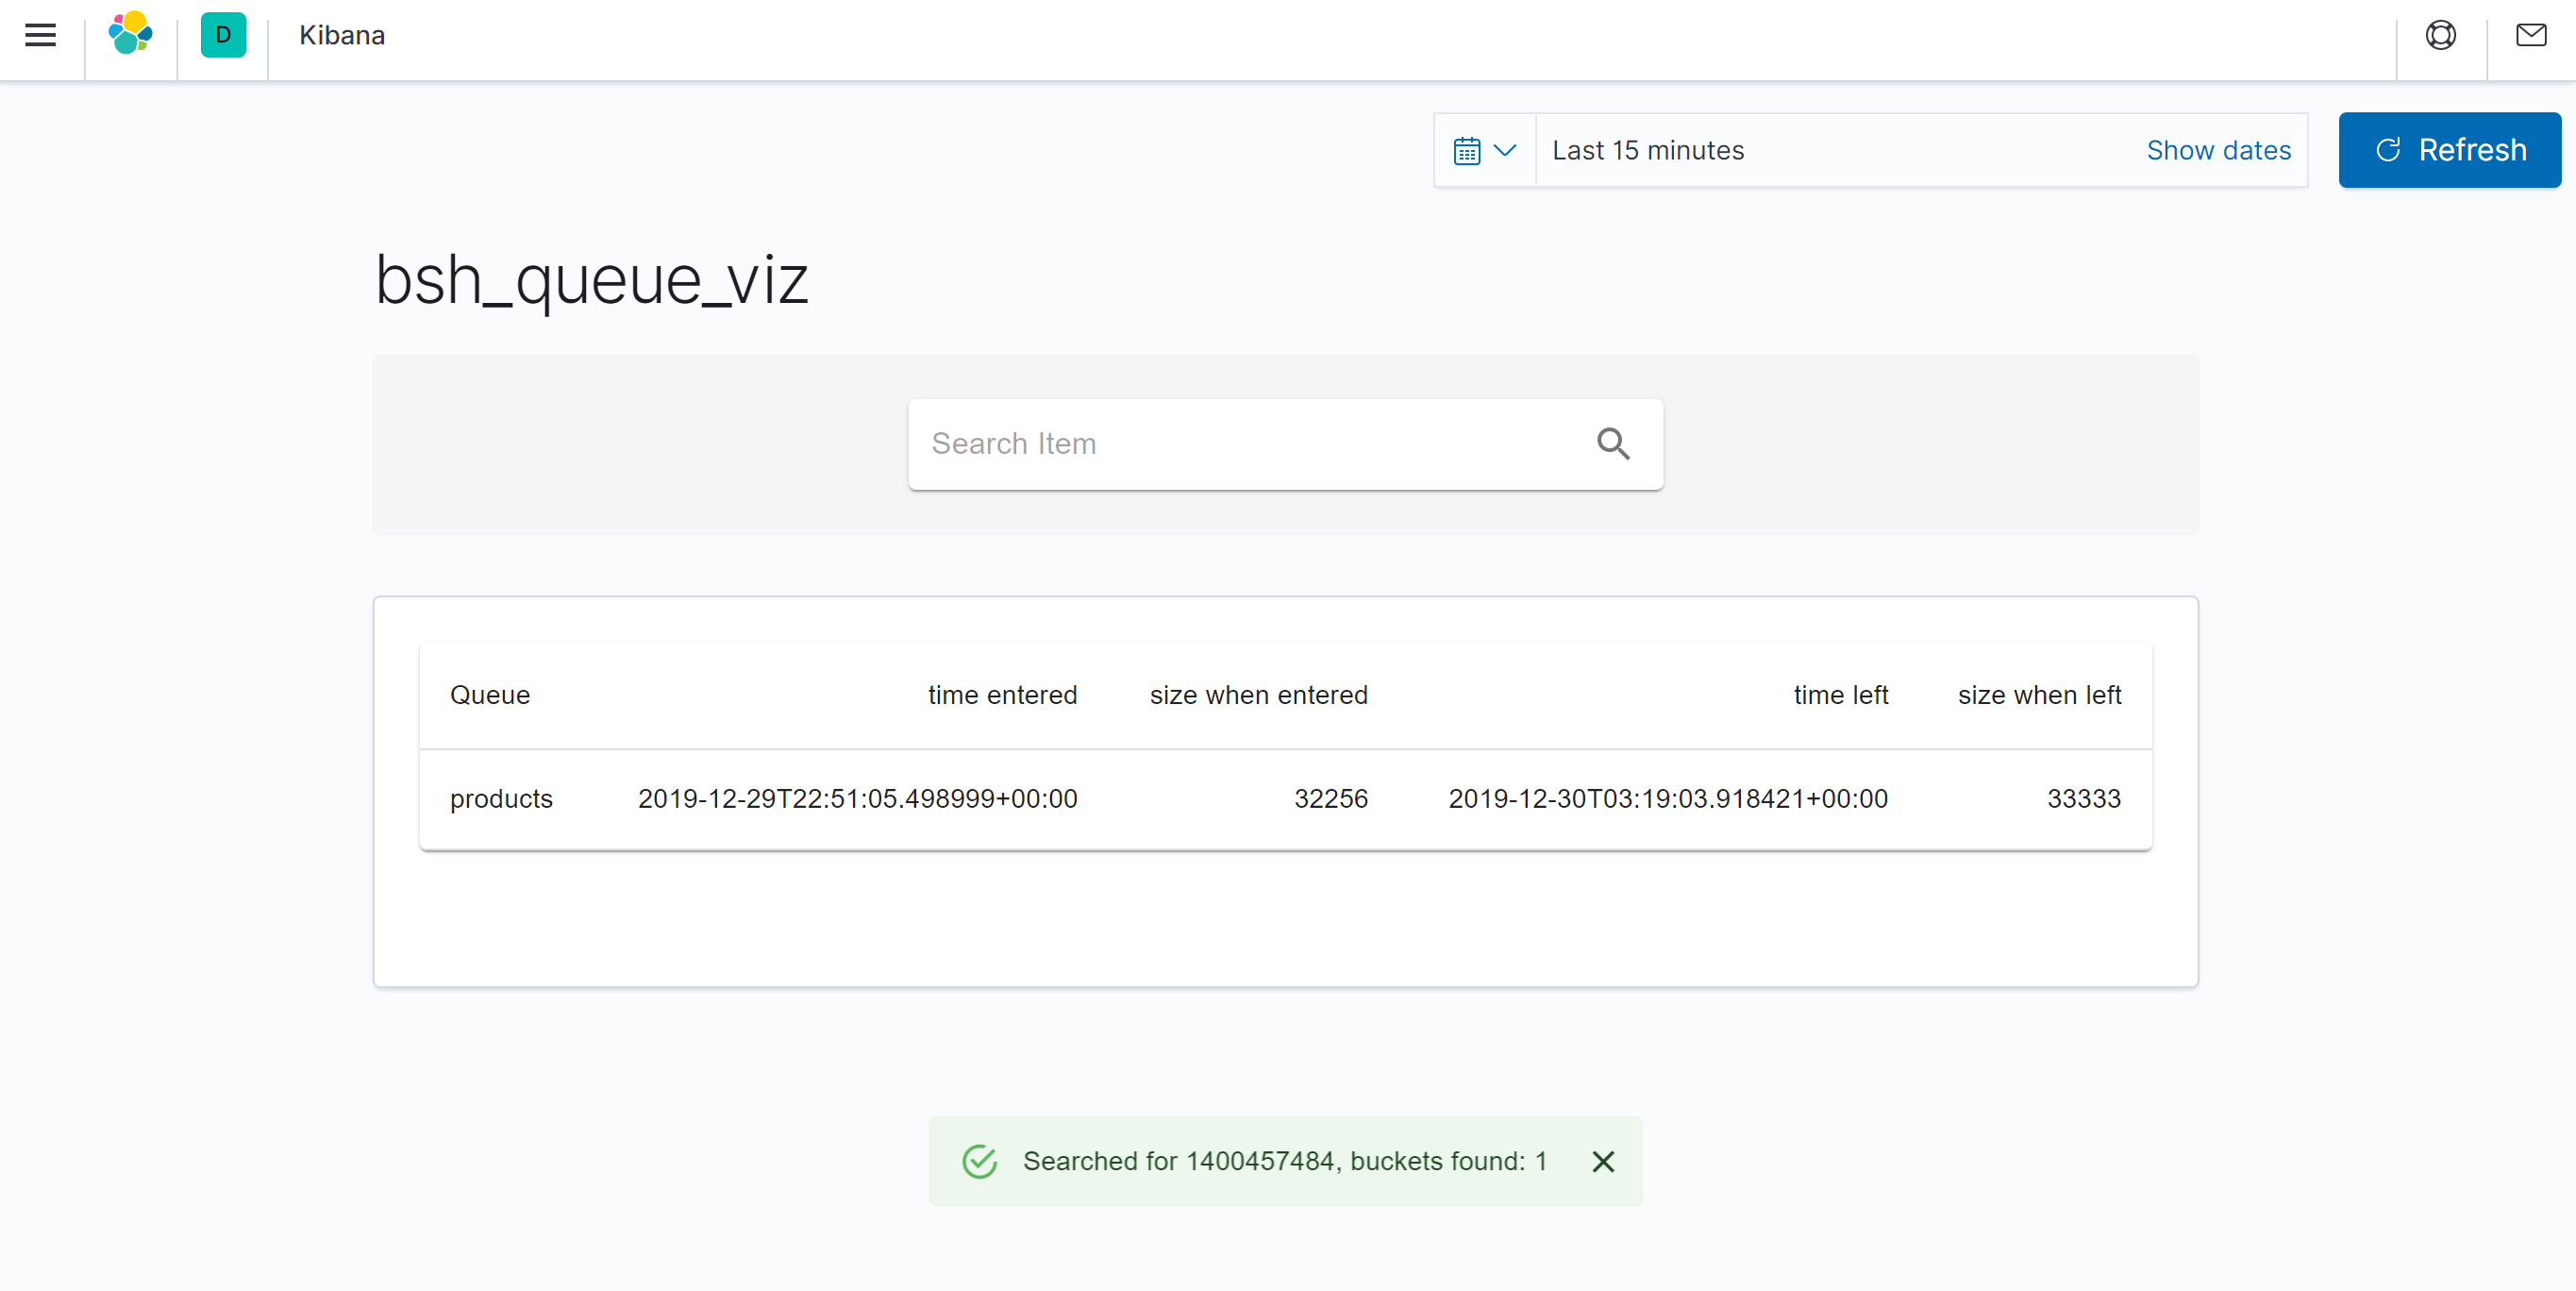 D Kibana
Last 15 minutes Show dates Refresh
bsh_queue_viz
Search Item
Queue time entered size when entered time left size when left
products 2019-12-29T22:51:05.498999+00:00 32256 2019-12-30T03:19:03.918421+00:00 33333
Searched for 1400457484, buckets found: 1